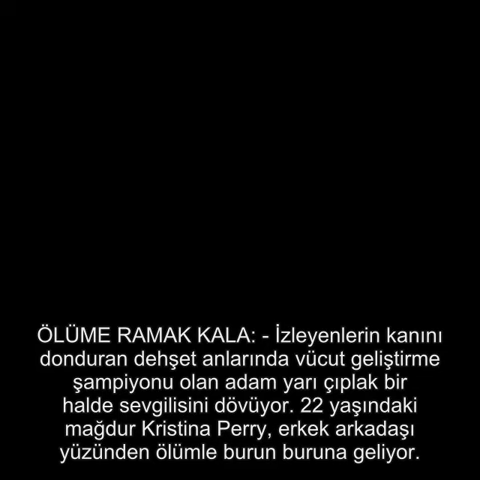 ÖLÜME RAMAK KALA: - İzleyenlerin kanını
donduran dehşet anlarında vücut geliştirme
şampiyonu olan adam yarı çıplak bir
halde sevgilisini dövüyor. 22 yaşındaki
mağdur Kristina Perry, erkek arkadaşı
yüzünden ölümle burun buruna geliyor.